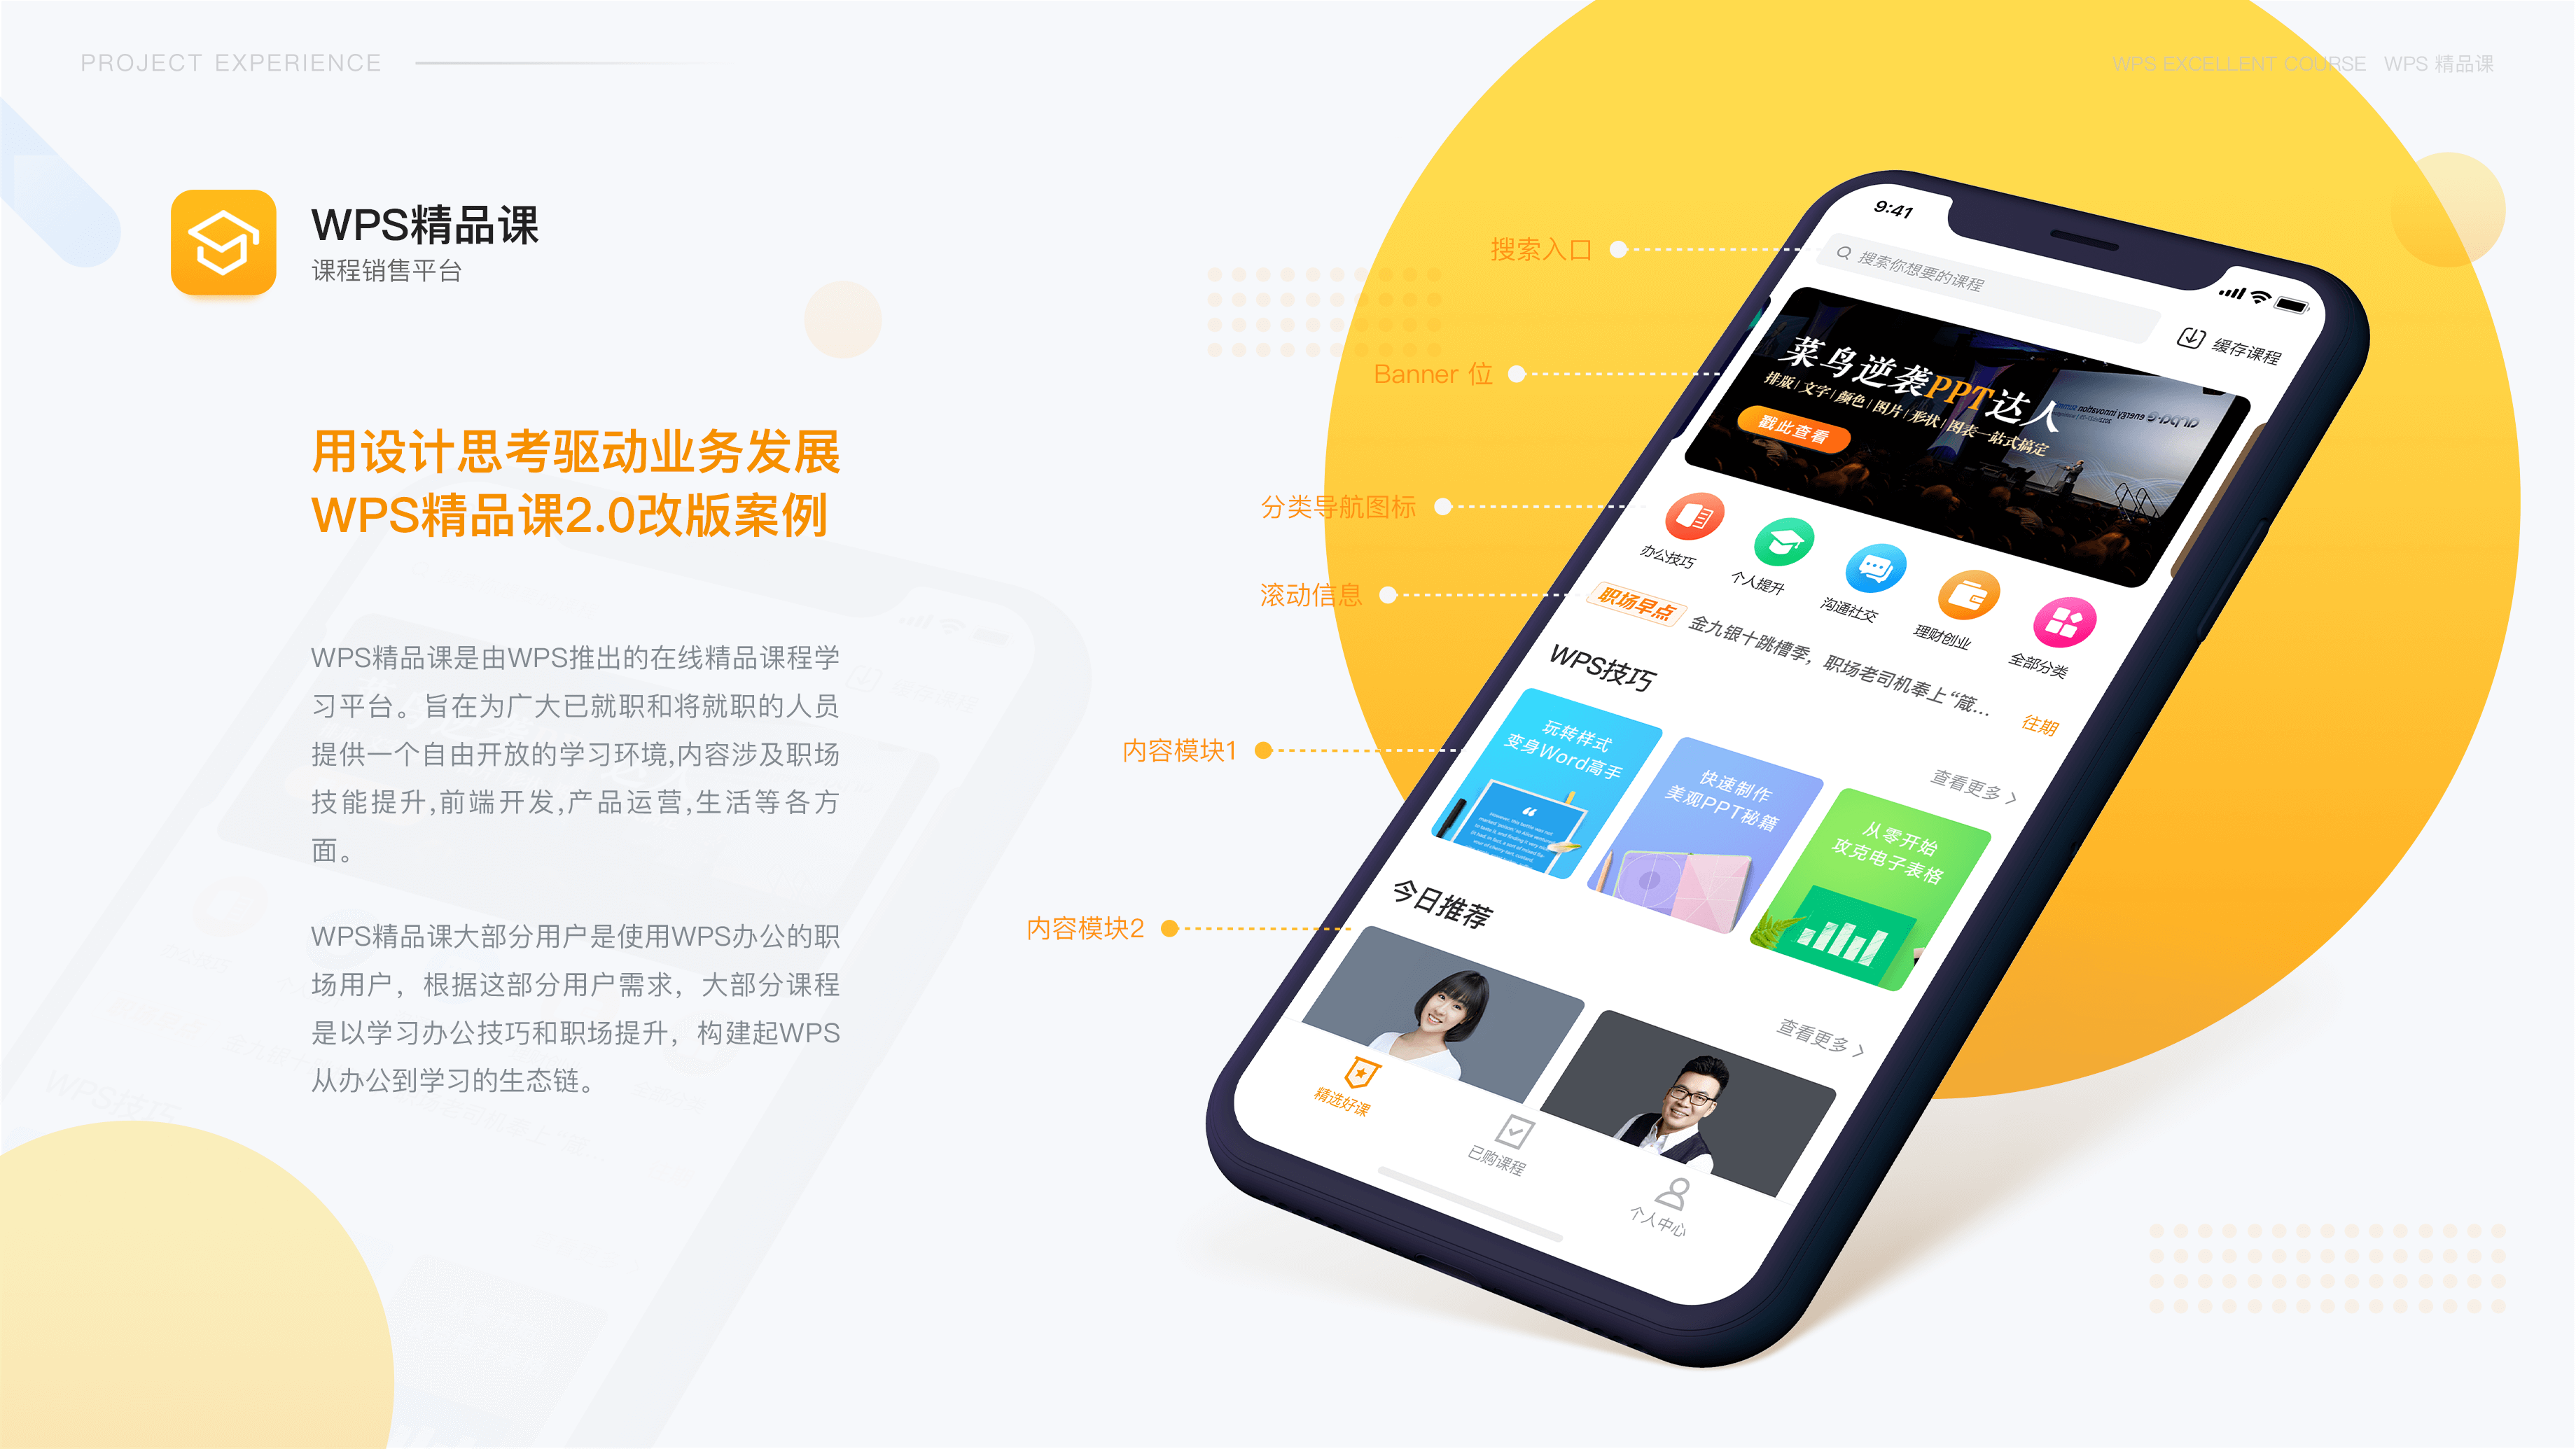 PROJECT EXPERIENCE
WPS EXCELLENT COURSE WPS 精品课
WPS精品课
课程销售平台
用设计思考驱动业务发展
WPS精品课2.0改版案例
WPS精品课是由WPS推出的在线精品课程学
习平台。旨在为广大已就职和将就职的人员
提供一个自由开放的学习环境,内容涉及职场
技能提升,前端开发,产品运营,生活等各方
面。
WPS精品课大部分用户是使用WPS办公的职
场用户，根据这部分用户需求，大部分课程
是以学习办公技巧和职场提升，构建起WPS
从办公到学习的生态链。
搜索入口
Banner 位
分类导航图标
滚动信息
内容模块1
内容模块2
9:41
搜索你想要的课程
缓存课程
菜鸟逆袭PPT达人
排版|文字|颜色|图片|形状|图表一站式搞定
戳此查看
办公技巧
个人提升
沟通社交
理财创业
全部分类
职场早点
金九银十跳槽季，职场老司机奉上“箴...
往期
WPS技巧
查看更多
玩转样式
变身Word高手
快速制作
美观PPT秘籍
从零开始
攻克电子表格
今日推荐
查看更多
精选好课
已购课程
个人中心